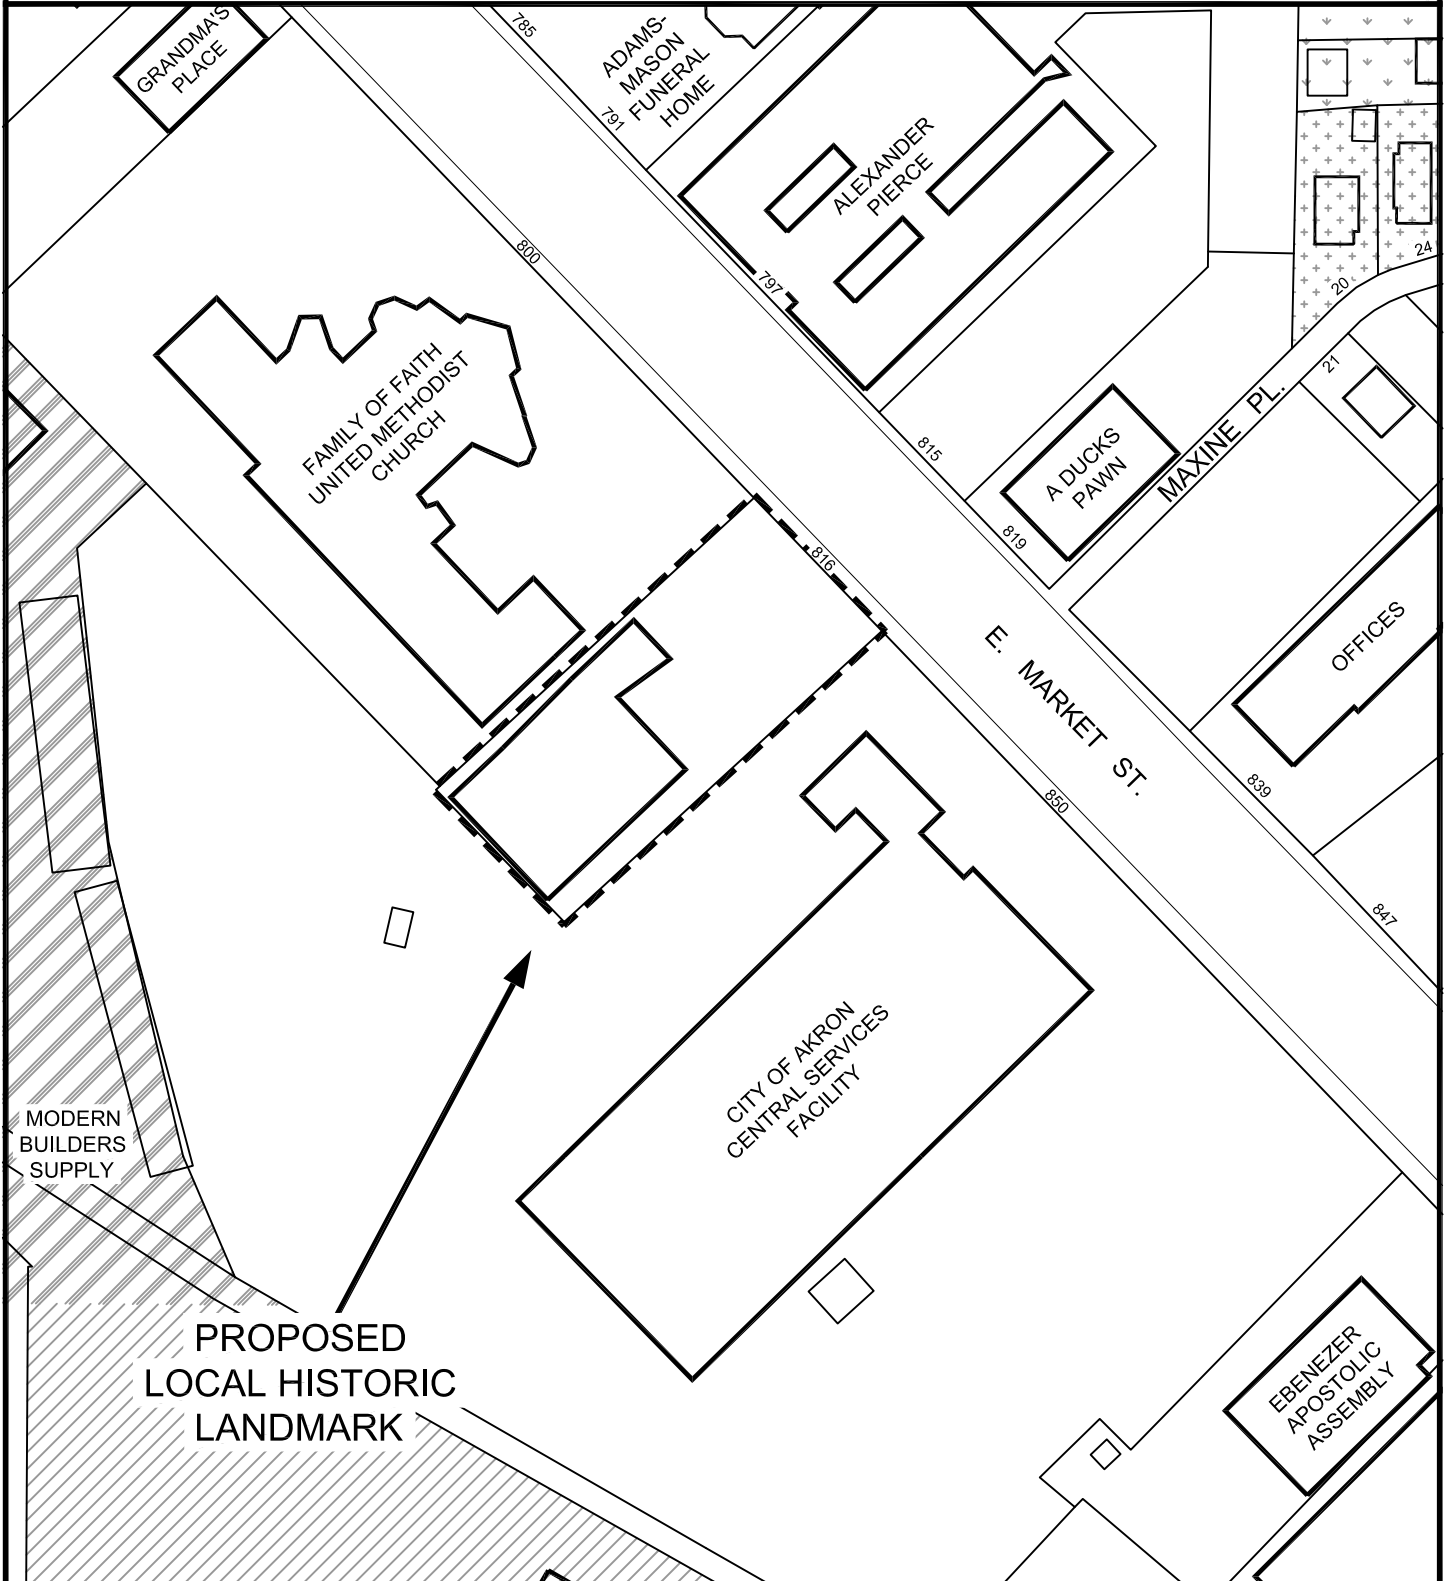 GRANDMA'S
PLACE
785
ADAMS-
MASON
FUNERAL
HOME
791
ALEXANDER
PIERCE
797
800
24
20
21
FAMILY OF FAITH
UNITED METHODIST
CHURCH
815
A DUCKS
PAWN
MAXINE PL.
819
816
OFFICES
E. MARKET ST.
839
850
847
CITY OF AKRON
CENTRAL SERVICES
FACILITY
MODERN
BUILDERS
SUPPLY
PROPOSED
LOCAL HISTORIC
LANDMARK
EBENEZER
APOSTOLIC
ASSEMBLY